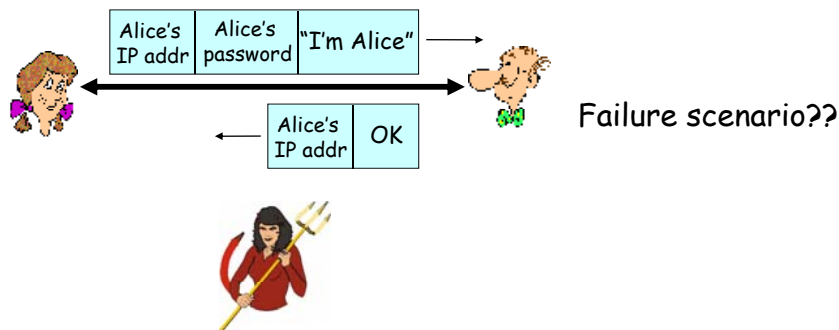 Alice's
IP addr
Alice's
password
"I'm Alice"
Failure scenario??
Alice's
IP addr
OK